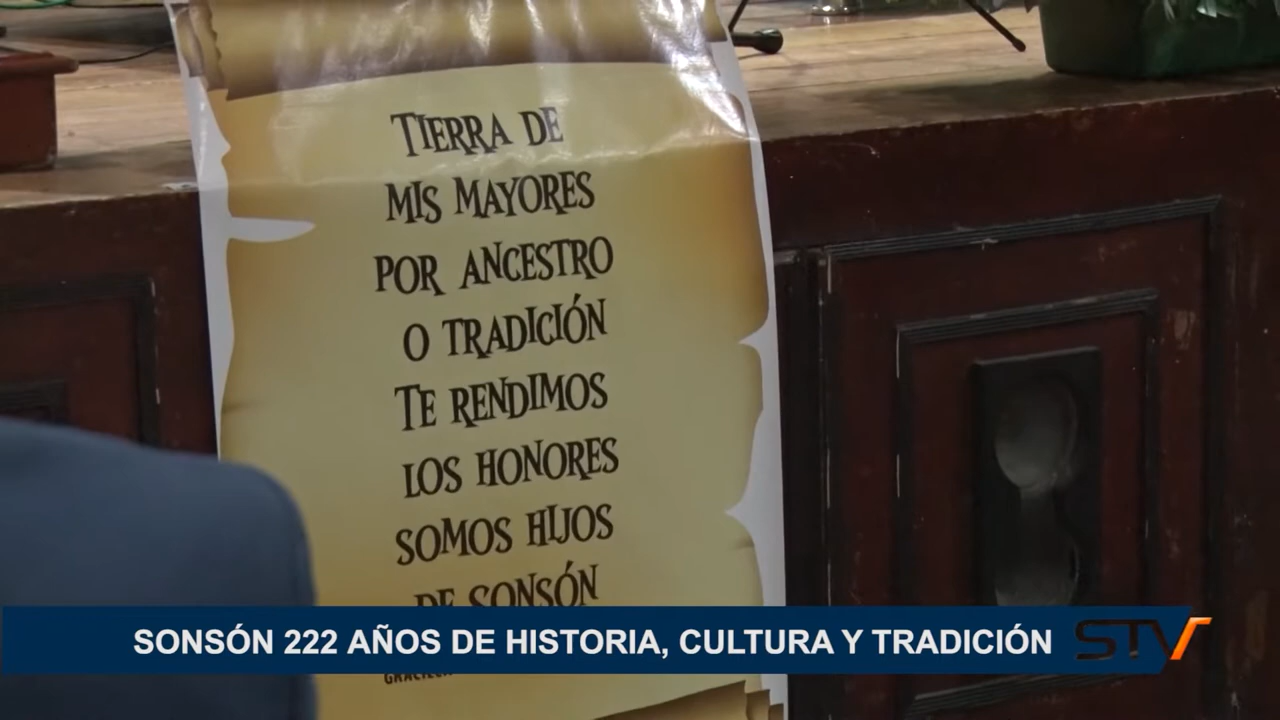 TIERRA DE
MIS MAYORES
POR ANCESTRO
O TRADICIÓN
TE RENDIMOS
LOS HONORES
SOMOS HIJOS
DE SONSÓN
SONSÓN 222 AÑOS DE HISTORIA, CULTURA Y TRADICIÓN
STV